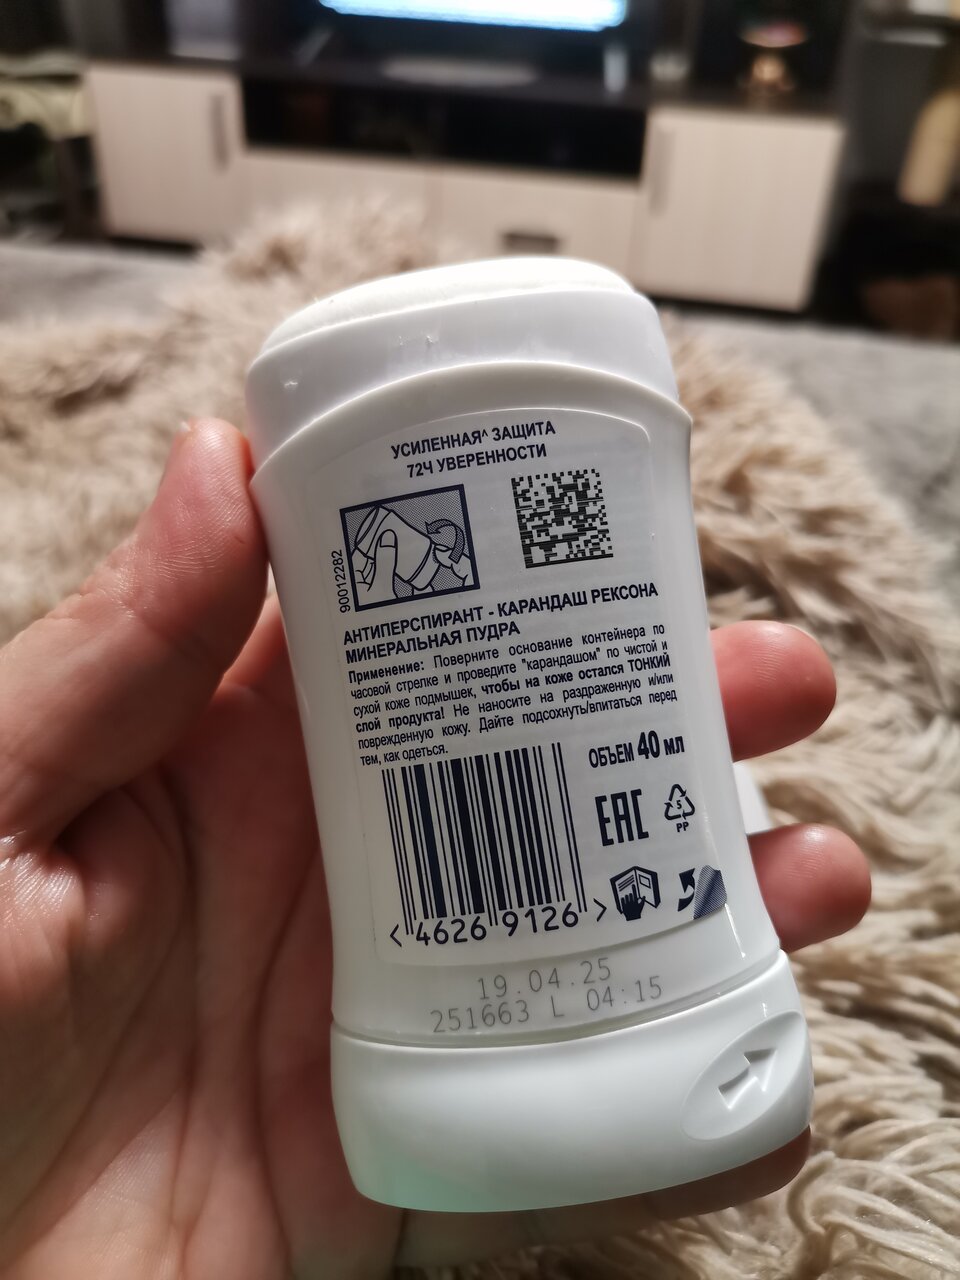 УСИЛЕННАЯ^ ЗАЩИТА
72Ч УВЕРЕННОСТИ
90012282
АНТИПЕРСПИРАНТ - КАРАНДАШ РЕКСОНА
МИНЕРАЛЬНАЯ ПУДРА
Применение: Поверните основание контейнера по
часовой стрелке и проведите "карандашом" по чистой и
сухой коже подмышек, чтобы на коже остался ТОНКИЙ
слой продукта! Не наносите на раздраженную и/или
поврежденную кожу. Дайте подсохнуть/впитаться перед
тем, как одеться.
ОБЪЕМ 40 мл
EAC
5
PP
<4626 9126>
19.04.25
251663 L 04:15